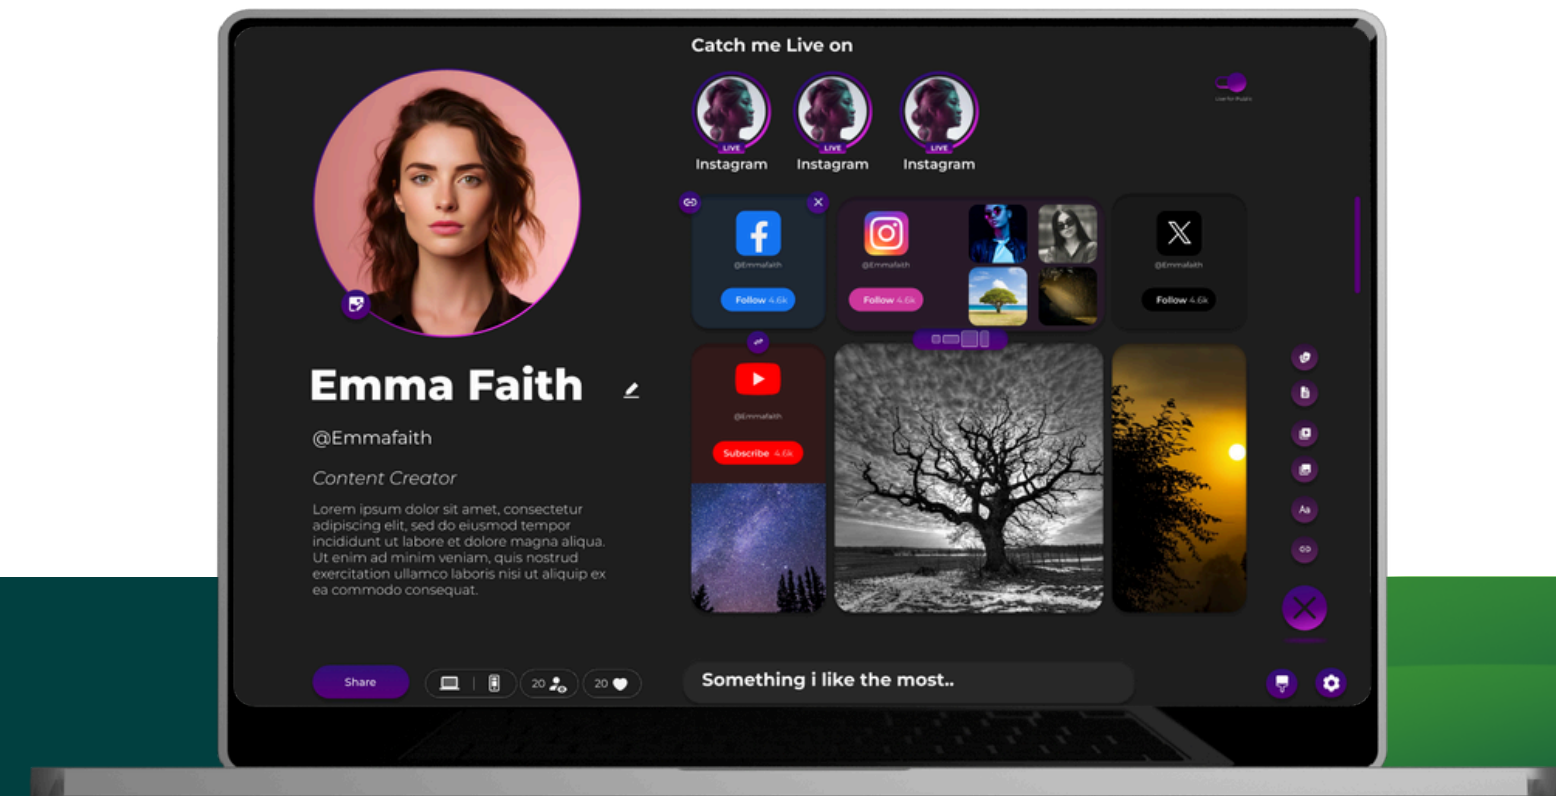 Catch me Live on
LIVE
LIVE
LIVE
Instagram
Instagram
Instagram
Live for Public
@Emmafaith
Follow 4.6k
@Emmafaith
Follow 4.6k
@Emmafaith
Follow 4.6k
@Emmafaith
Subscribe 4.6k
Emma Faith
@Emmafaith
Content Creator
Lorem ipsum dolor sit amet, consectetur
adipiscing elit, sed do eiusmod tempor
incididunt ut labore et dolore magna aliqua.
Ut enim ad minim veniam, quis nostrud
exercitation ullamco laboris nisi ut aliquip ex
ea commodo consequat.
Aa
Share
20
20
Something i like the most..